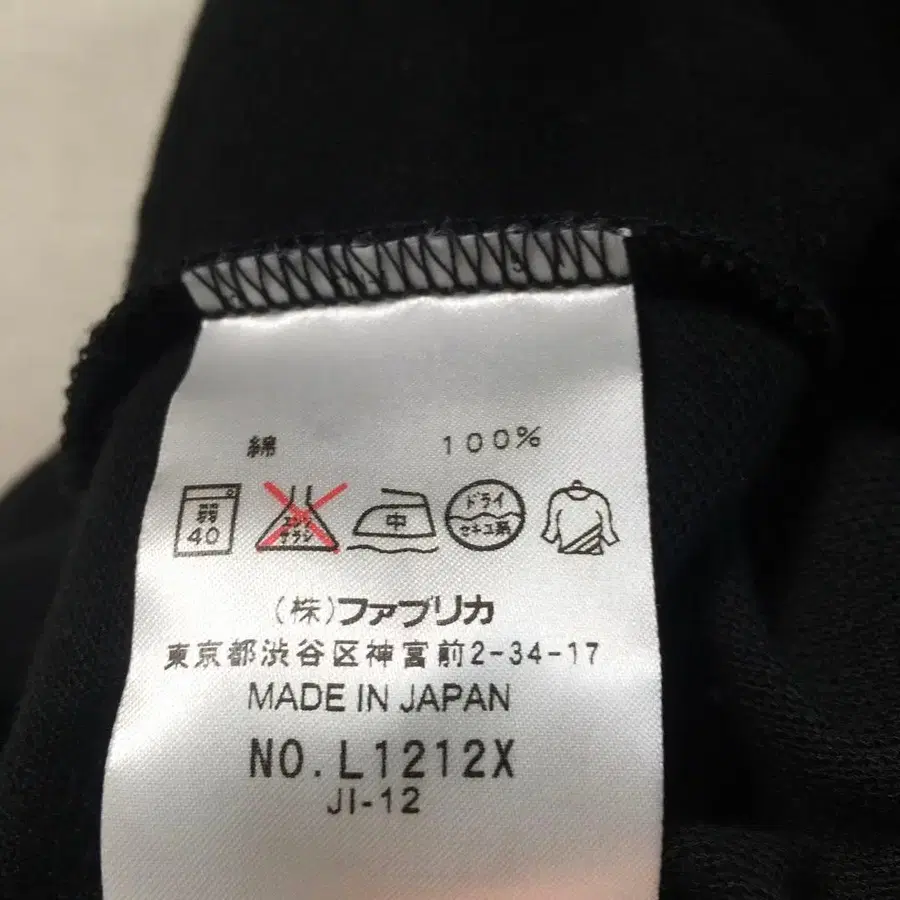 綿 100%
弱 40 エンソ サラシ 中 ドライ セキユ系
(株)ファブリカ
東京都渋谷区神宮前2-34-17
MADE IN JAPAN
NO.L1212X
JI-12